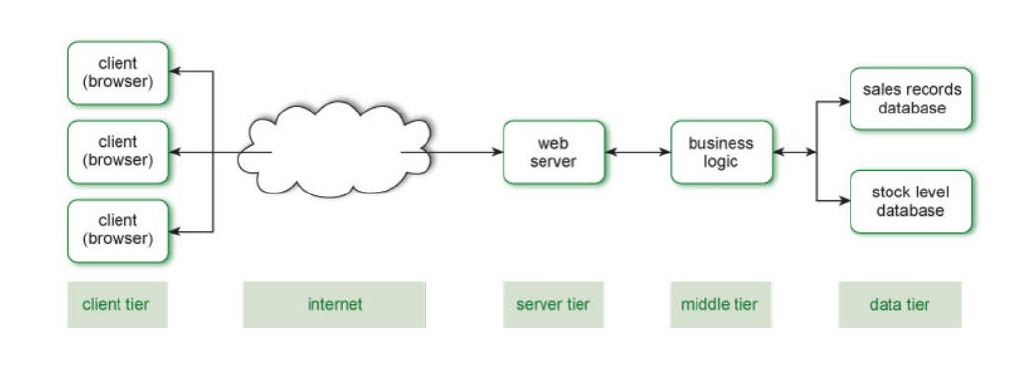 client
(browser)
client
(browser)
client
(browser)
web
server
business
logic
sales records
database
stock level
database
client tier
internet
server tier
middle tier
data tier